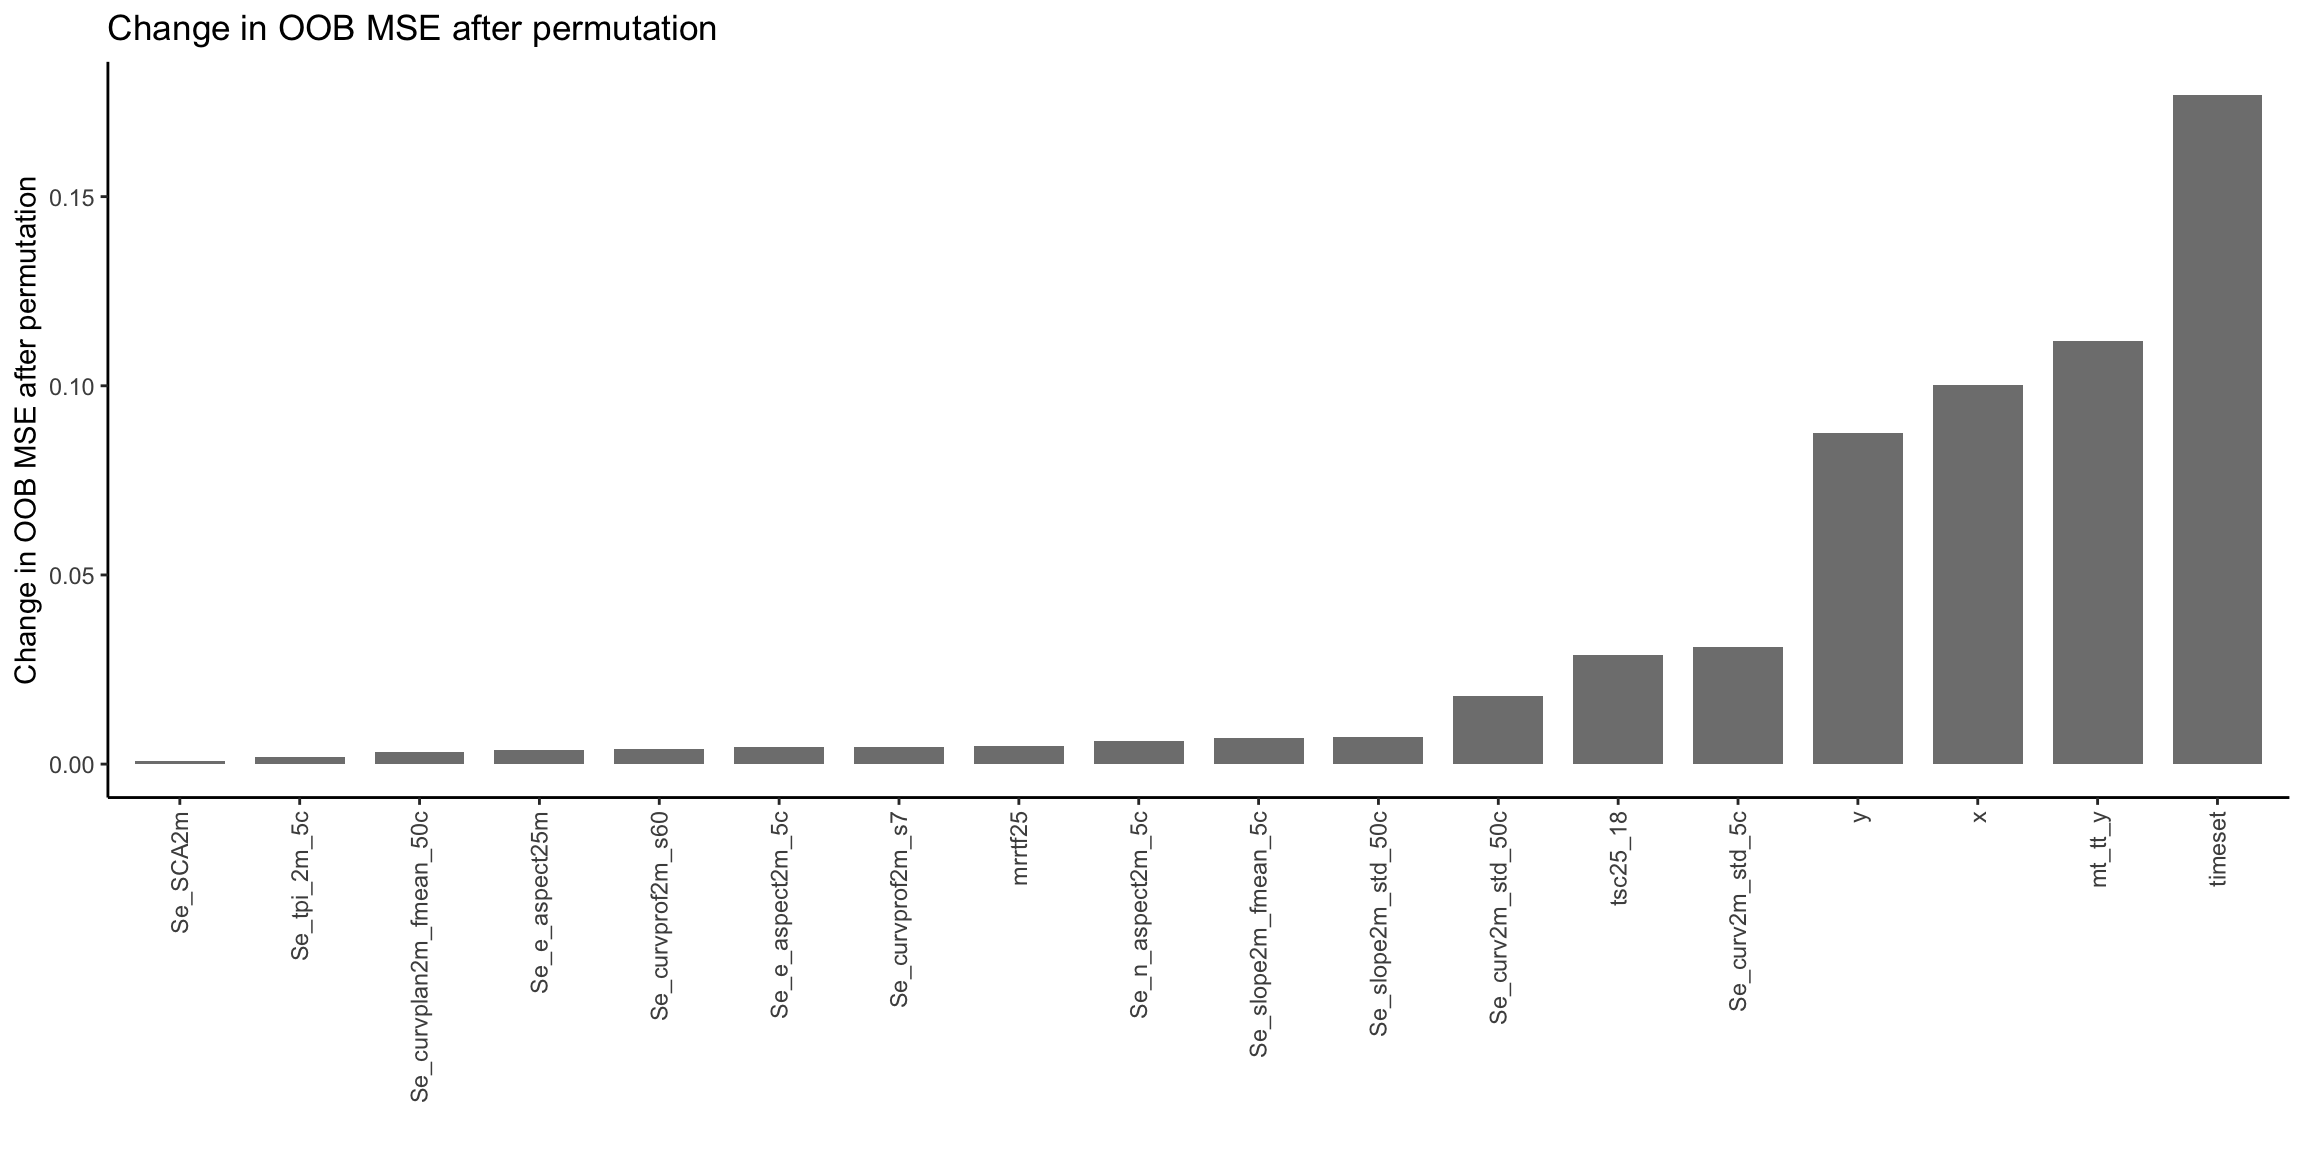 Change in OOB MSE after permutation
Change in OOB MSE after permutation
0.15
0.10
0.05
0.00
Se_SCA2m
Se_tpi_2m_5c
Se_curvplan2m_fmean_50c
Se_e_aspect25m
Se_curvprof2m_s60
Se_e_aspect2m_5c
Se_curvprof2m_s7
mrrtf25
Se_n_aspect2m_5c
Se_slope2m_fmean_5c
Se_slope2m_std_50c
Se_curv2m_std_50c
tsc25_18
Se_curv2m_std_5c
y
x
mt_tt_y
timeset